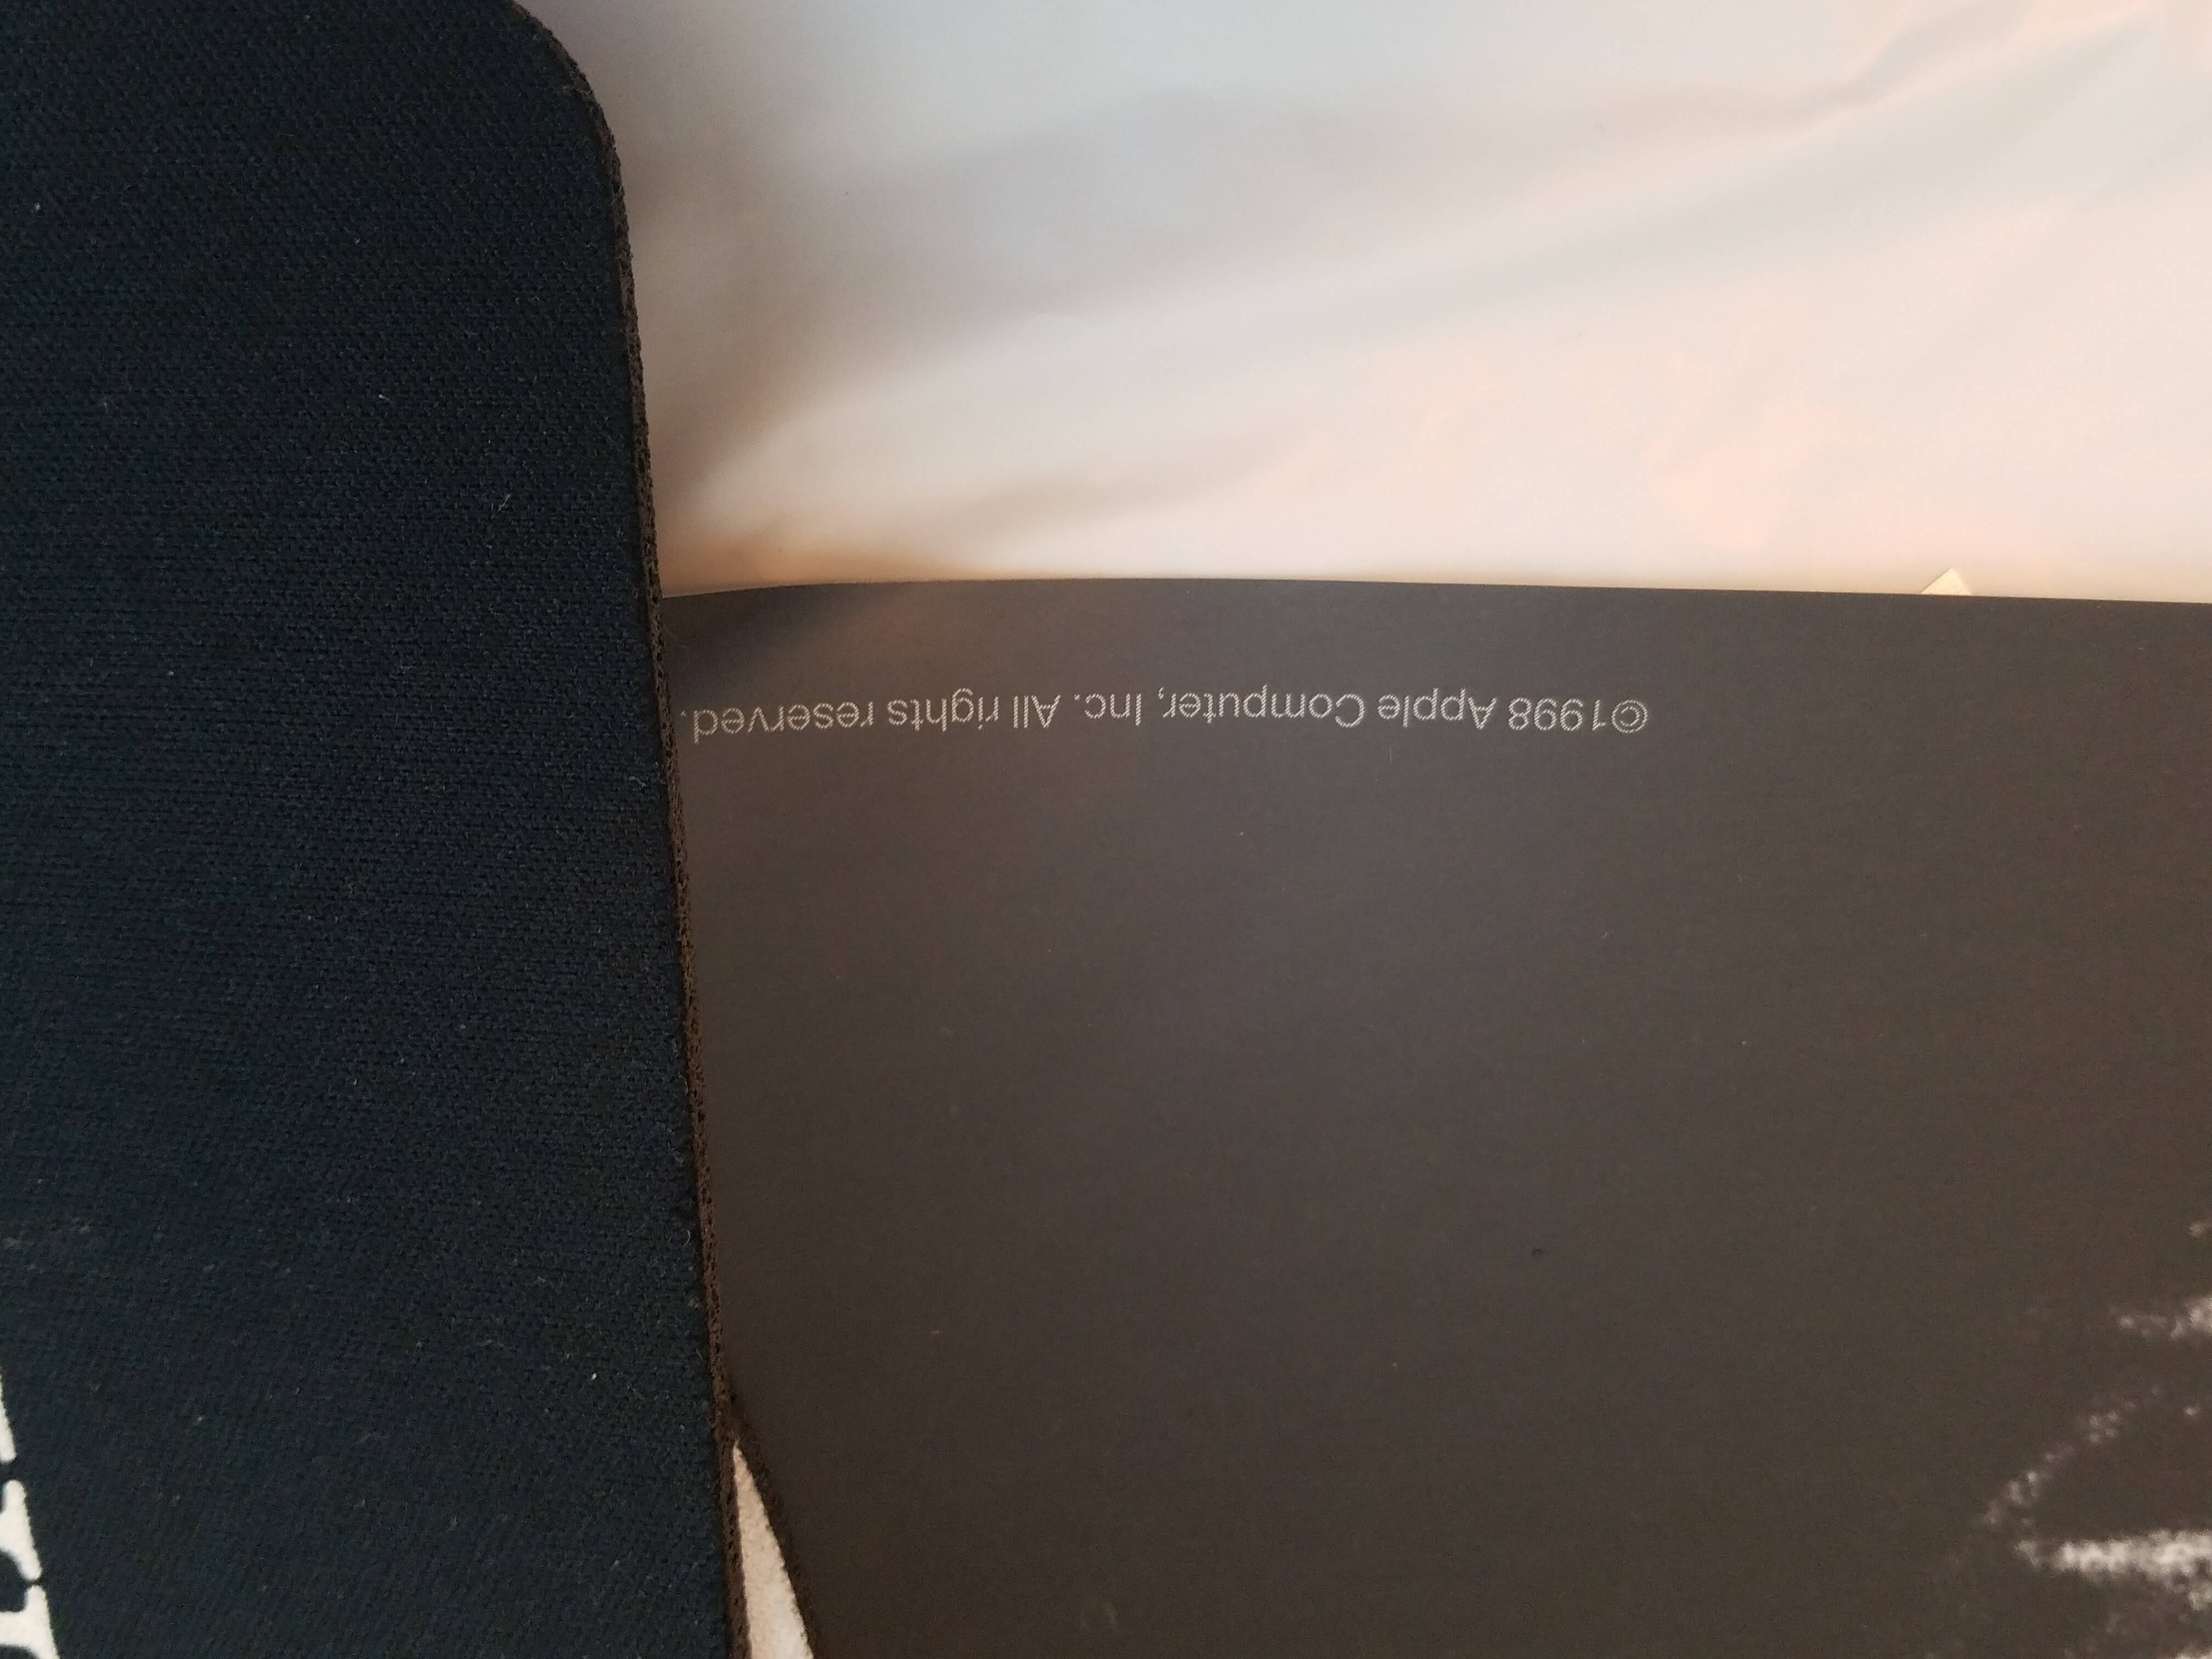 ©1998 Apple Computer, Inc. All rights reserved.